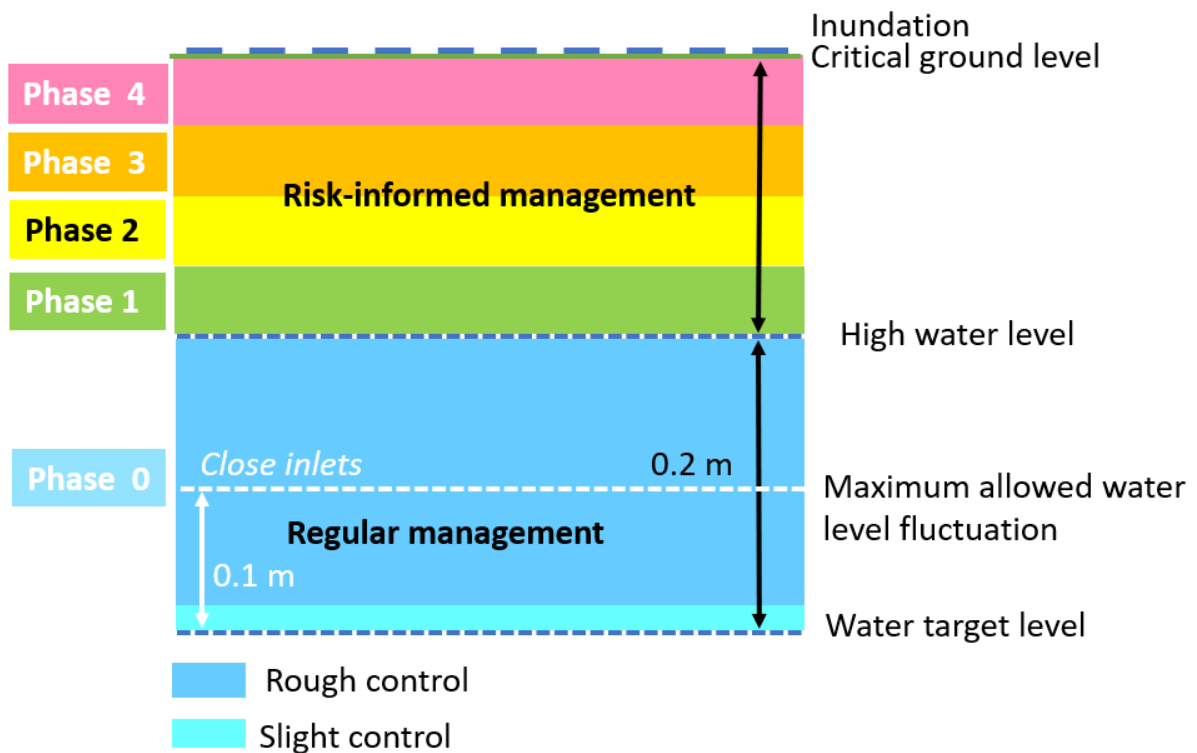 Inundation
Critical ground level
Phase 4
Phase 3
Risk-informed management
Phase 2
Phase 1
High water level
Close inlets
0.2 m
Phase 0
Maximum allowed water
level fluctuation
Regular management
0.1 m
Water target level
Rough control
Slight control